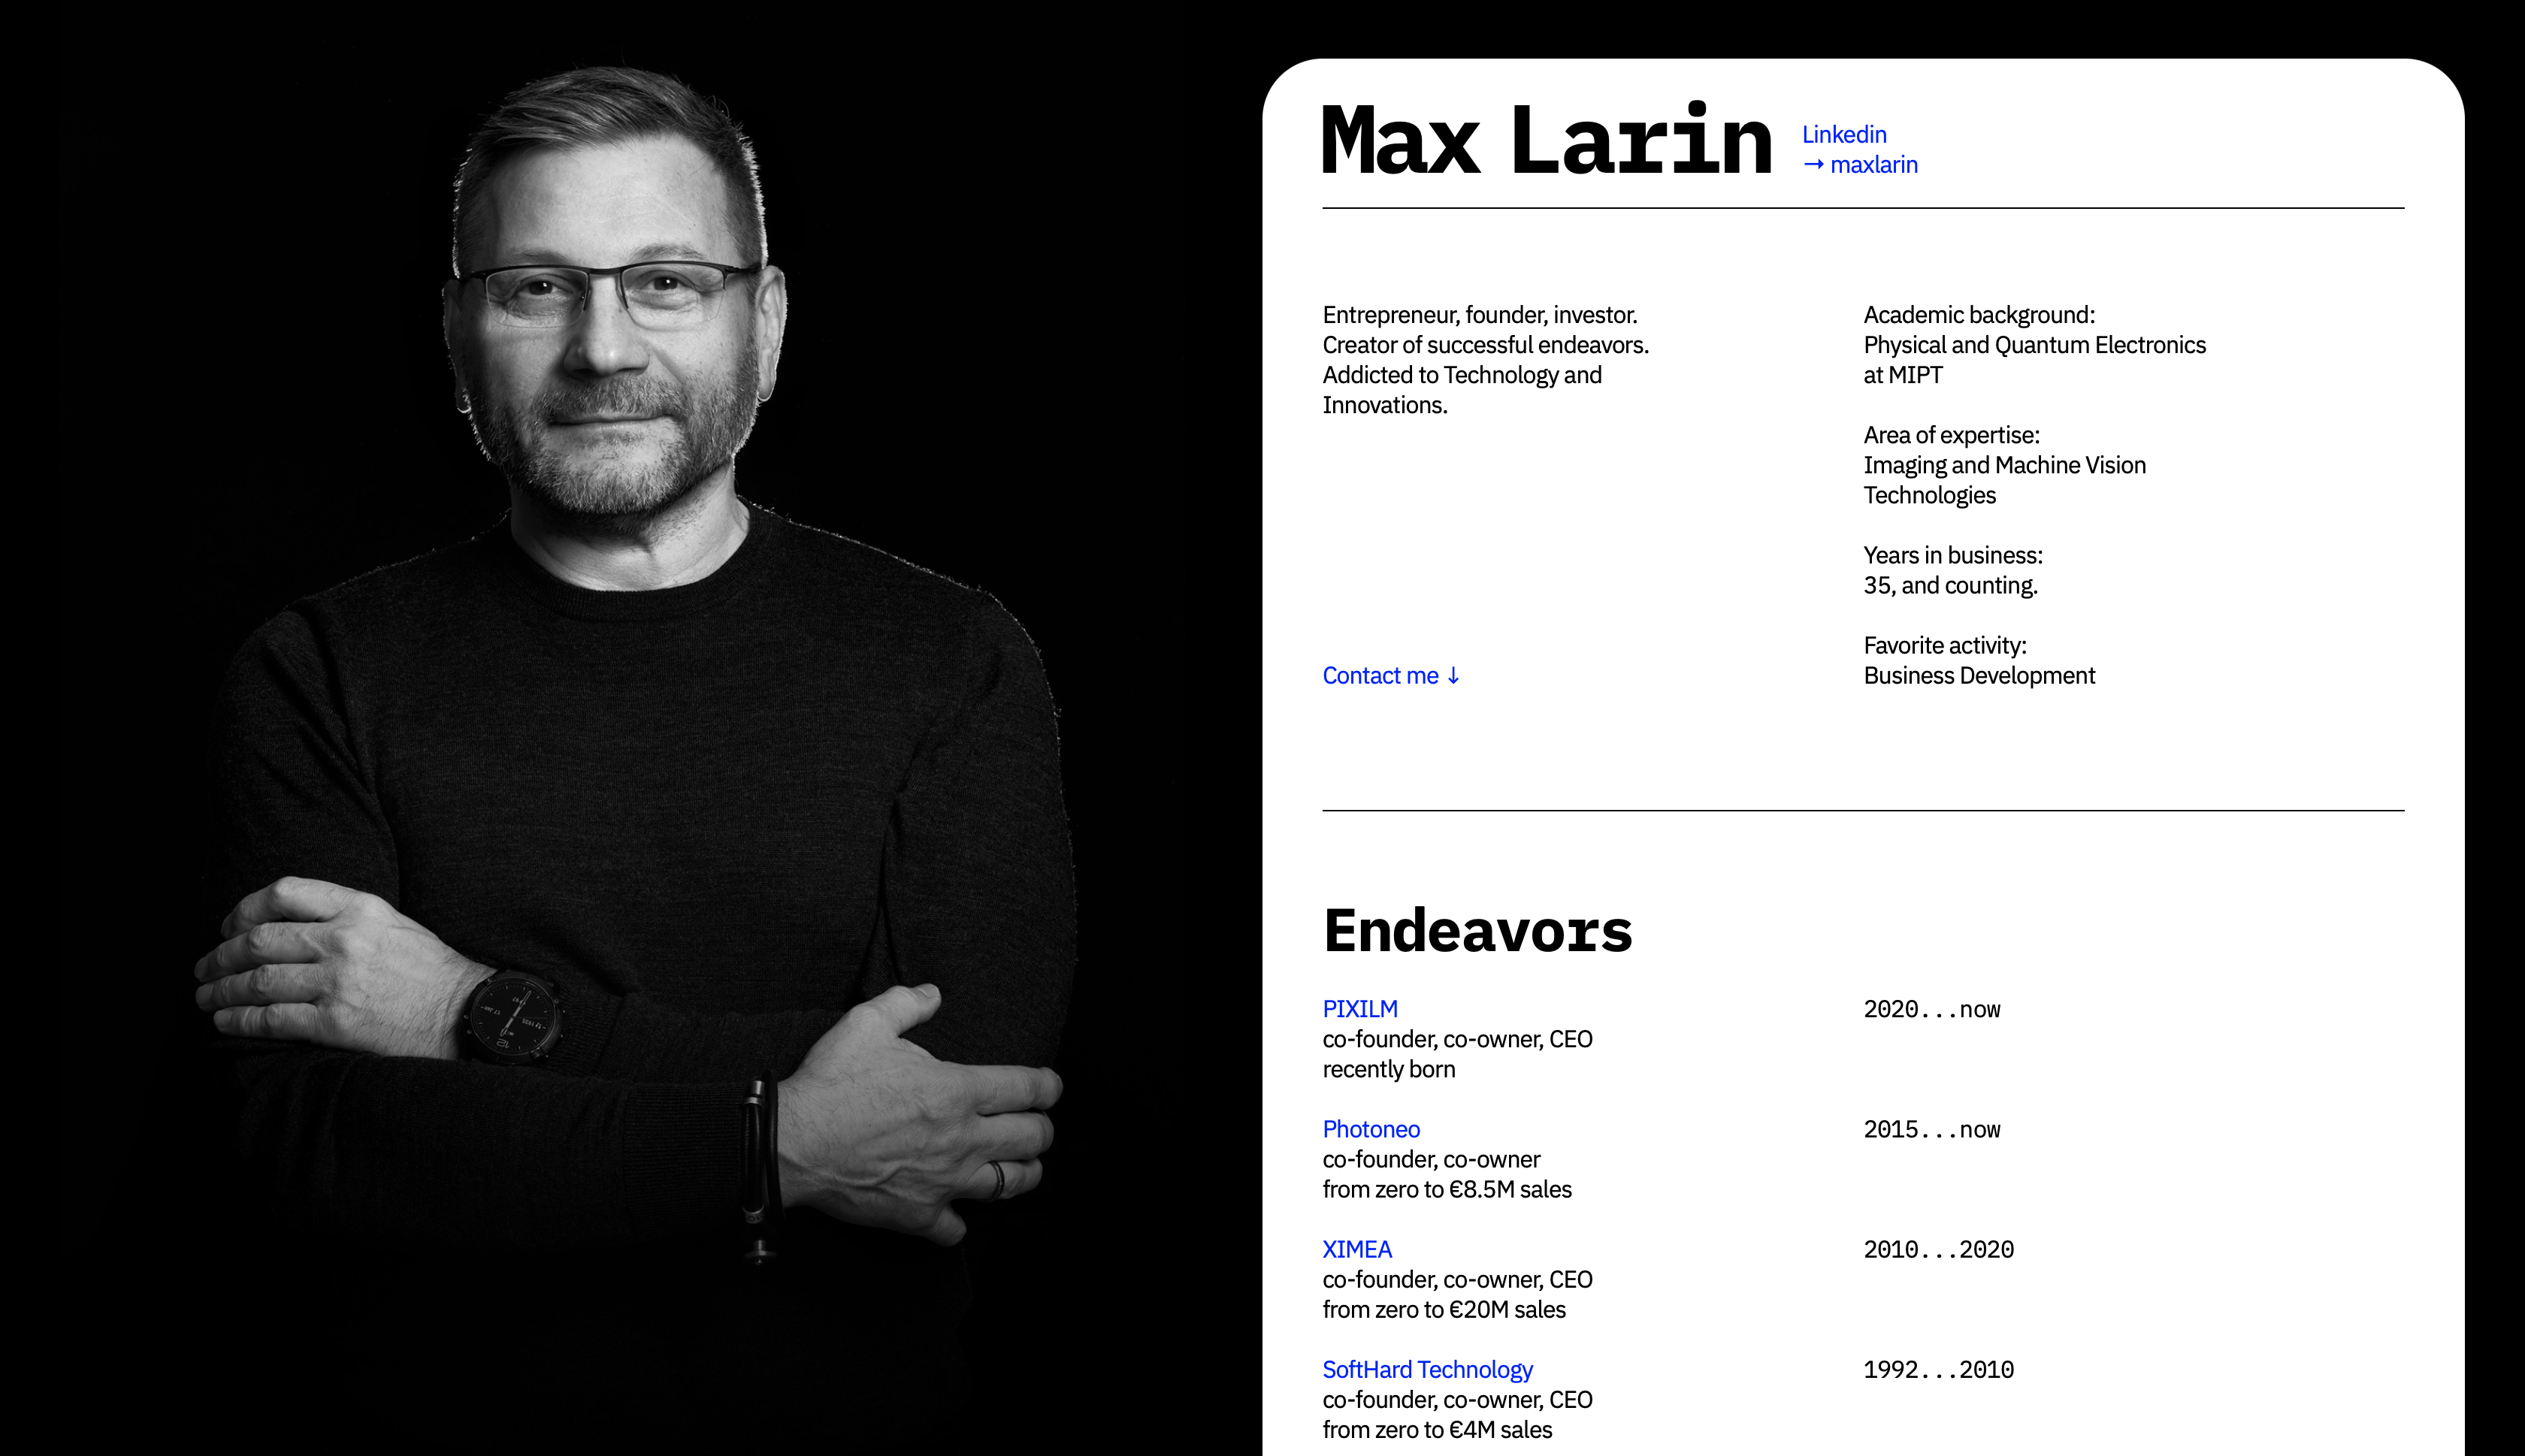 Max Larin
Linkedin
→ maxlarin
Entrepreneur, founder, investor.
Creator of successful endeavors.
Addicted to Technology and
Innovations.
Contact me ↓
Academic background:
Physical and Quantum Electronics
at MIPT
Area of expertise:
Imaging and Machine Vision
Technologies
Years in business:
35, and counting.
Favorite activity:
Business Development
Endeavors
PIXILM
2020...now
co-founder, co-owner, CEO
recently born
Photoneo
2015...now
co-founder, co-owner
from zero to €8.5M sales
XIMEA
2010...2020
co-founder, co-owner, CEO
from zero to €20M sales
SoftHard Technology
1992...2010
co-founder, co-owner, CEO
from zero to €4M sales